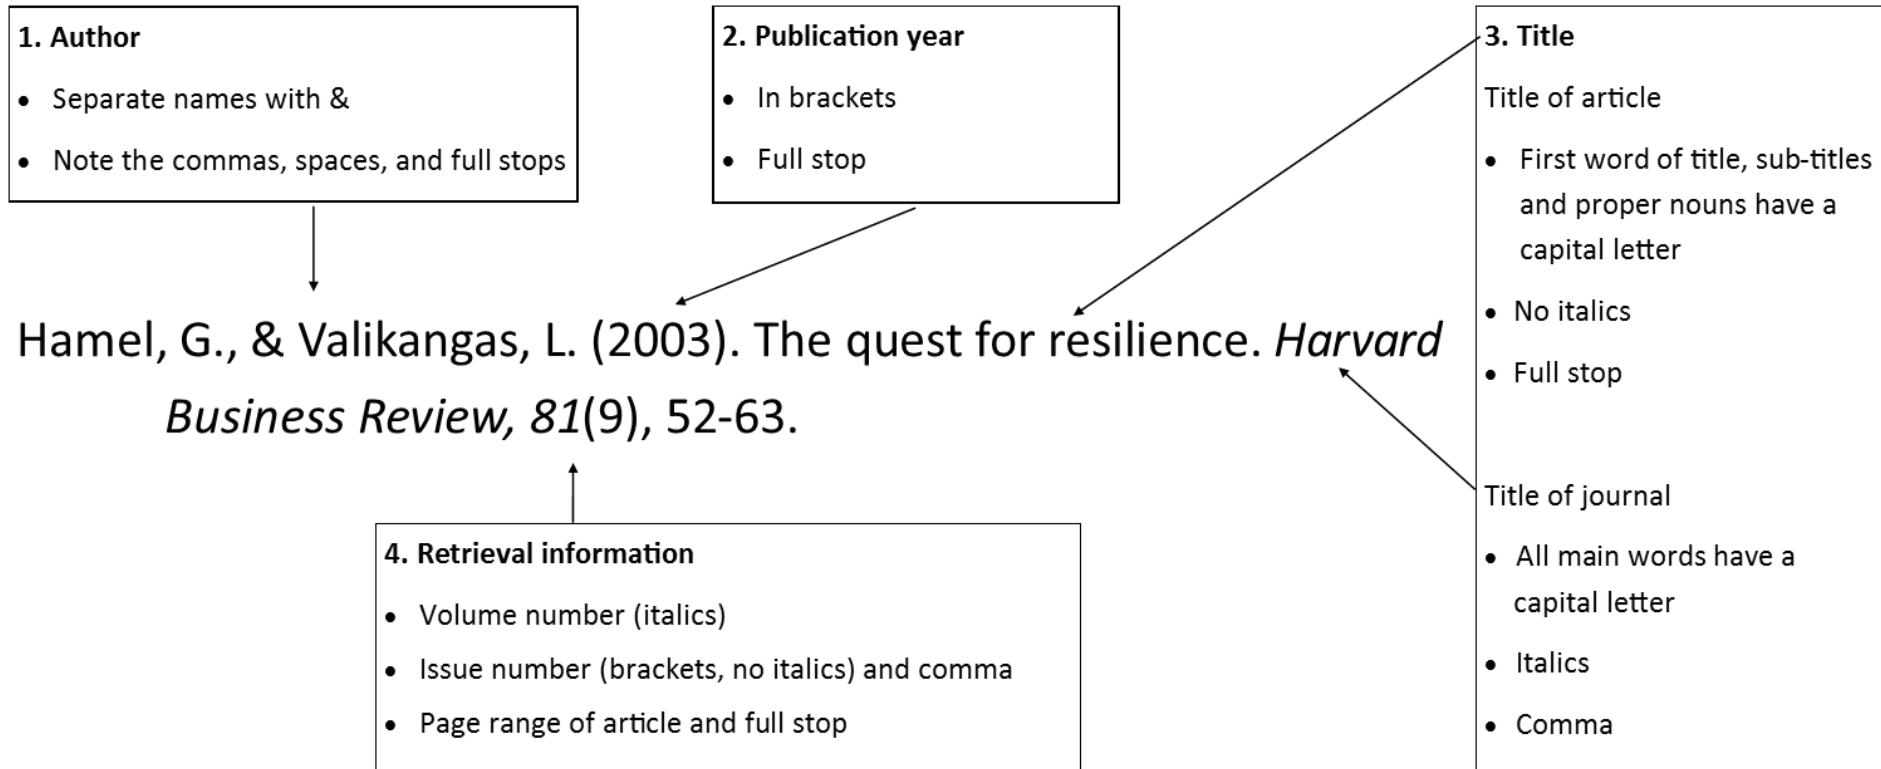 1. Author
• Separate names with &
• Note the commas, spaces, and full stops
2. Publication year
• In brackets
• Full stop
3. Title
Title of article
• First word of title, sub-titles
and proper nouns have a
capital letter
• No italics
• Full stop
Title of journal
• All main words have a
capital letter
• Italics
• Comma
Hamel, G., & Valikangas, L. (2003). The quest for resilience. Harvard
Business Review, 81(9), 52-63.
4. Retrieval information
• Volume number (italics)
• Issue number (brackets, no italics) and comma
• Page range of article and full stop